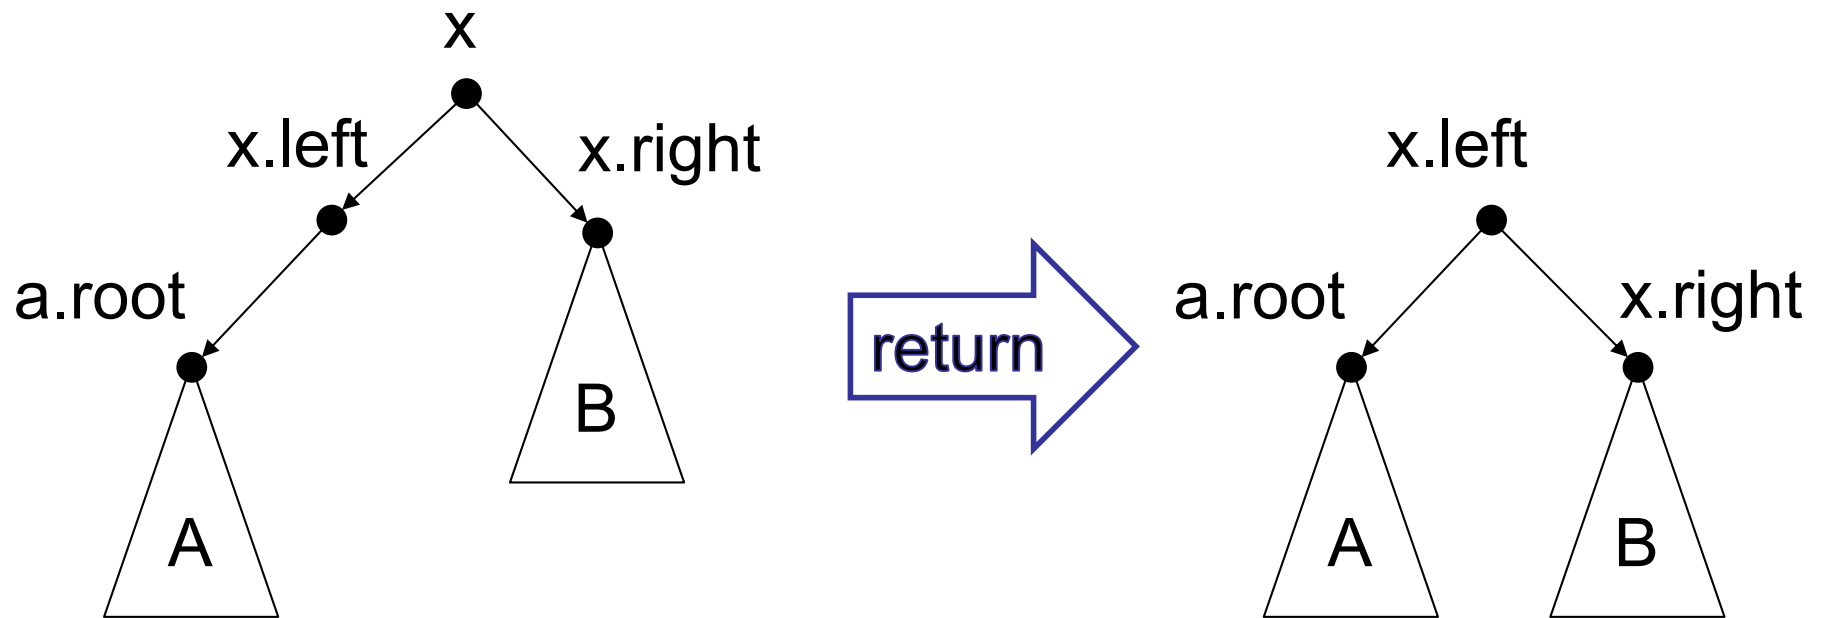 x
x.left
x.right
a.root
B
A
return
x.left
a.root
x.right
A
B